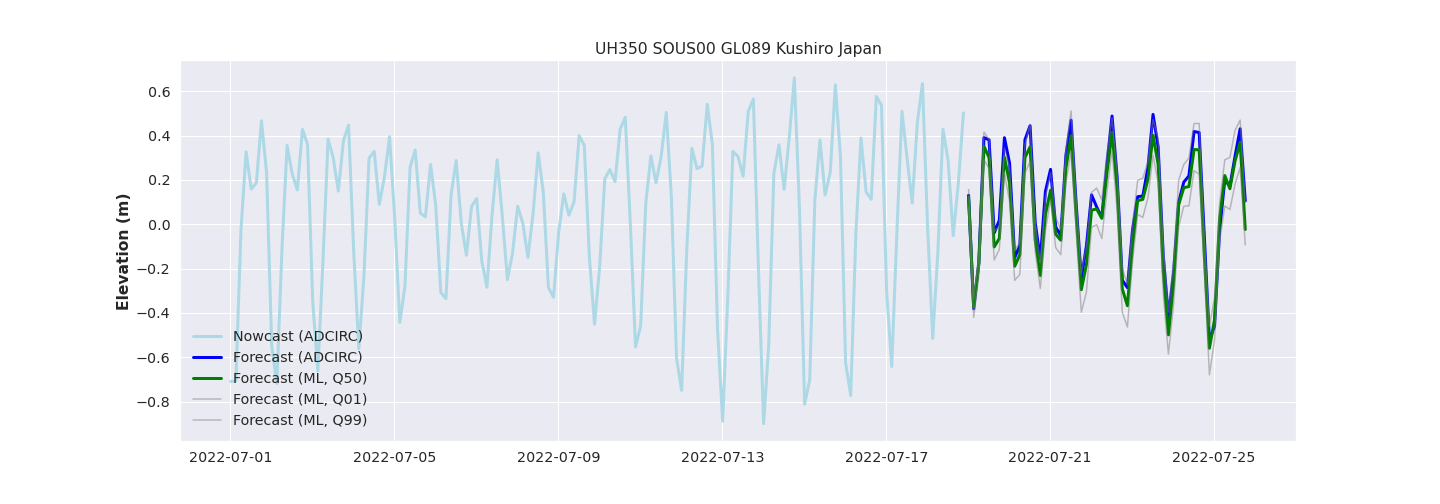 UH350 SOUS00 GL089 Kushiro Japan
Elevation (m)
0.6
0.4
0.2
0.0
−0.2
−0.4
−0.6
−0.8
Nowcast (ADCIRC)
Forecast (ADCIRC)
Forecast (ML, Q50)
Forecast (ML, Q01)
Forecast (ML, Q99)
2022-07-01 2022-07-05 2022-07-09 2022-07-13 2022-07-17 2022-07-21 2022-07-25